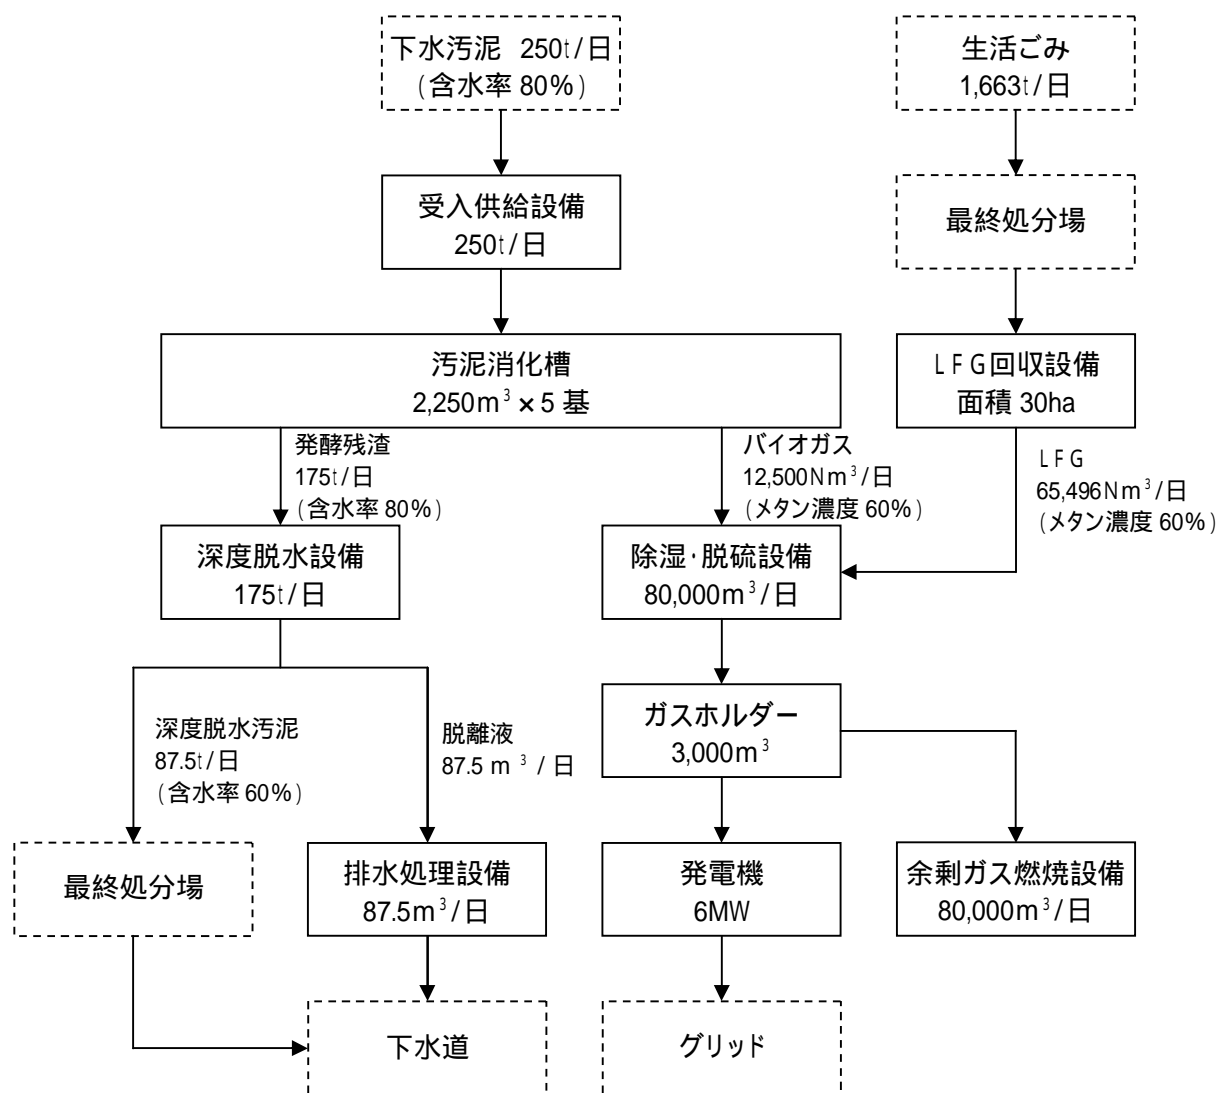 下水汚泥 250t/日
(含水率 80%)
生活ごみ
1,663t/日
受入供給設備
250t/日
最終処分場
汚泥消化槽
2,250m³×5 基
LFG回収設備
面積 30ha
発酵残渣
175t/日
(含水率 80%)
バイオガス
12,500Nm³/日
(メタン濃度 60%)
LFG
65,496Nm³/日
(メタン濃度 60%)
深度脱水設備
175t/日
除湿・脱硫設備
80,000m³/日
深度脱水汚泥
87.5t/日
(含水率 60%)
脱離液
87.5 m³/日
ガスホルダー
3,000m³
最終処分場
排水処理設備
87.5m³/日
発電機
6MW
余剰ガス燃焼設備
80,000m³/日
下水道
グリッド